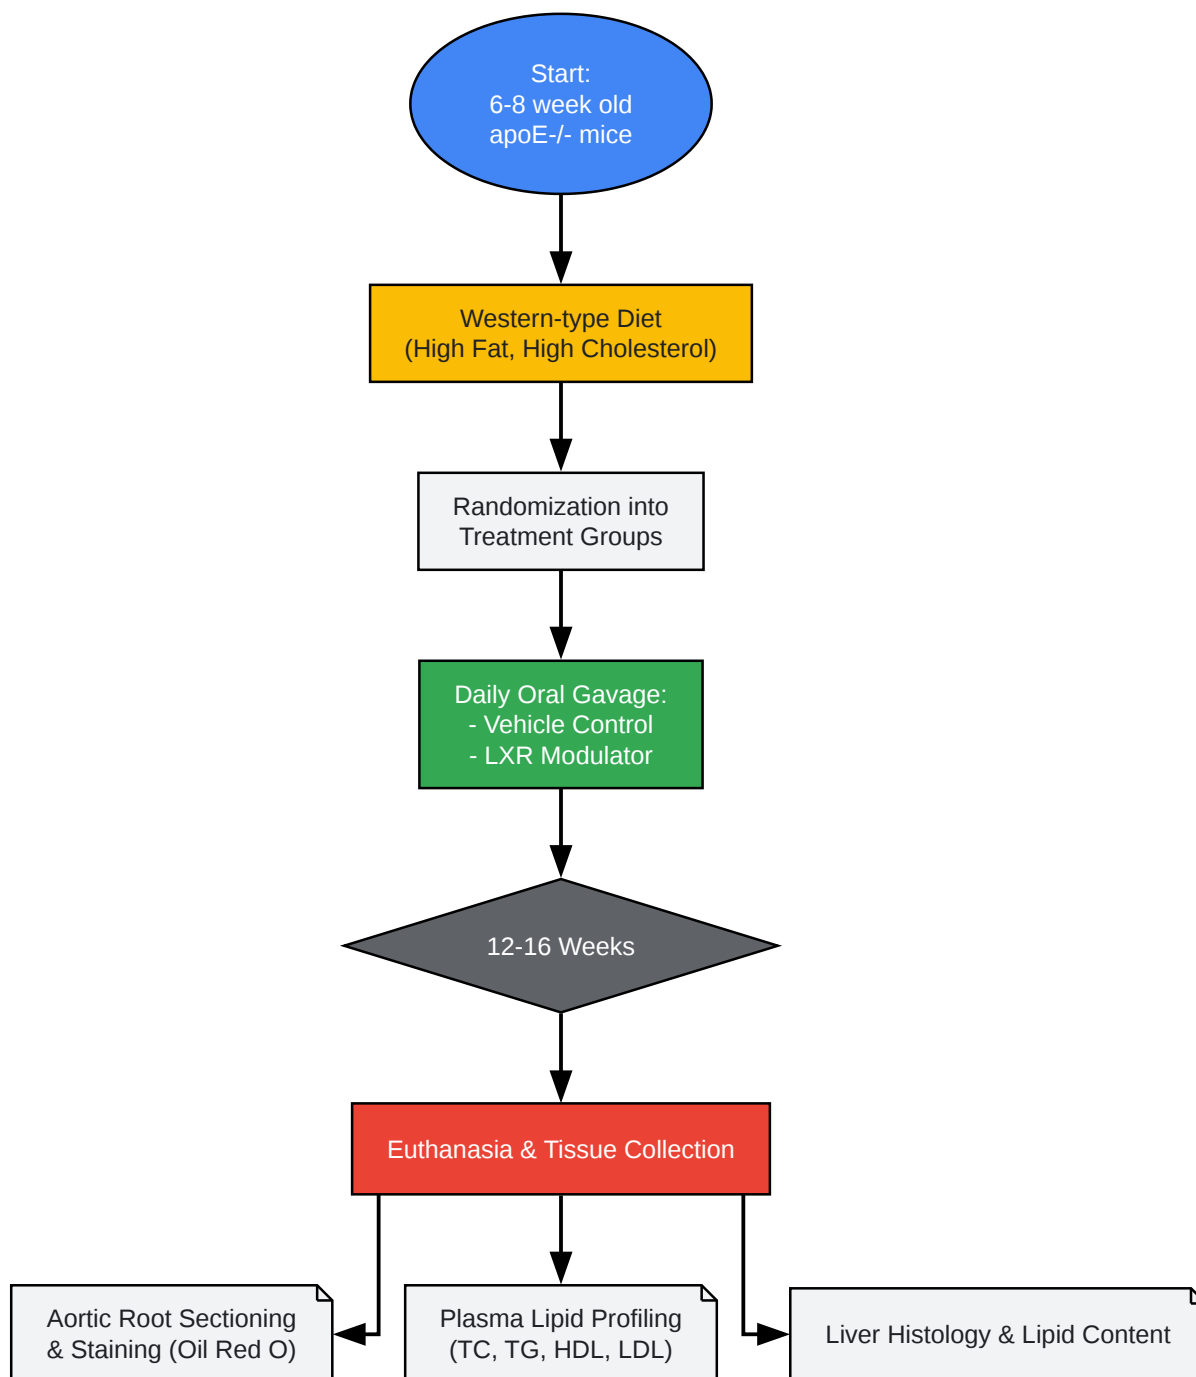 Start:
6-8 week old
apoE-/- mice
Western-type Diet
(High Fat, High Cholesterol)
Randomization into
Treatment Groups
Daily Oral Gavage:
- Vehicle Control
- LXR Modulator
12-16 Weeks
Euthanasia & Tissue Collection
Aortic Root Sectioning
& Staining (Oil Red O)
Plasma Lipid Profiling
(TC, TG, HDL, LDL)
Liver Histology & Lipid Content